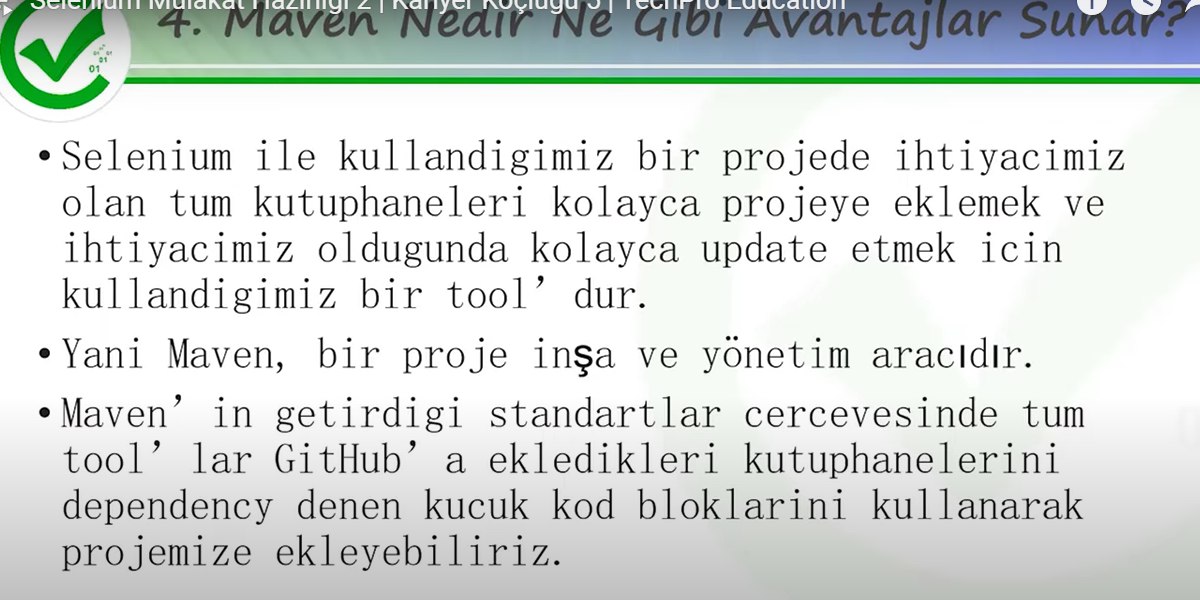 Selenium Mülakat Hazırlığı 2 | Kariyer Koçluğu 5 | TechPro Education
4. Maven Nedir Ne Gibi Avantajlar Sunar?
01
01
01
• Selenium ile kullandigimiz bir projede ihtiyacimiz
olan tum kutuphaneleri kolayca projeye eklemek ve
ihtiyacimiz oldugunda kolayca update etmek icin
kullandigimiz bir tool’ dur.
• Yani Maven, bir proje inşa ve yönetim aracıdır.
• Maven’ in getirdigi standartlar cercevesinde tum
tool’ lar GitHub’ a ekledikleri kutuphanelerini
dependency denen kucuk kod bloklarini kullanarak
projemize ekleyebiliriz.